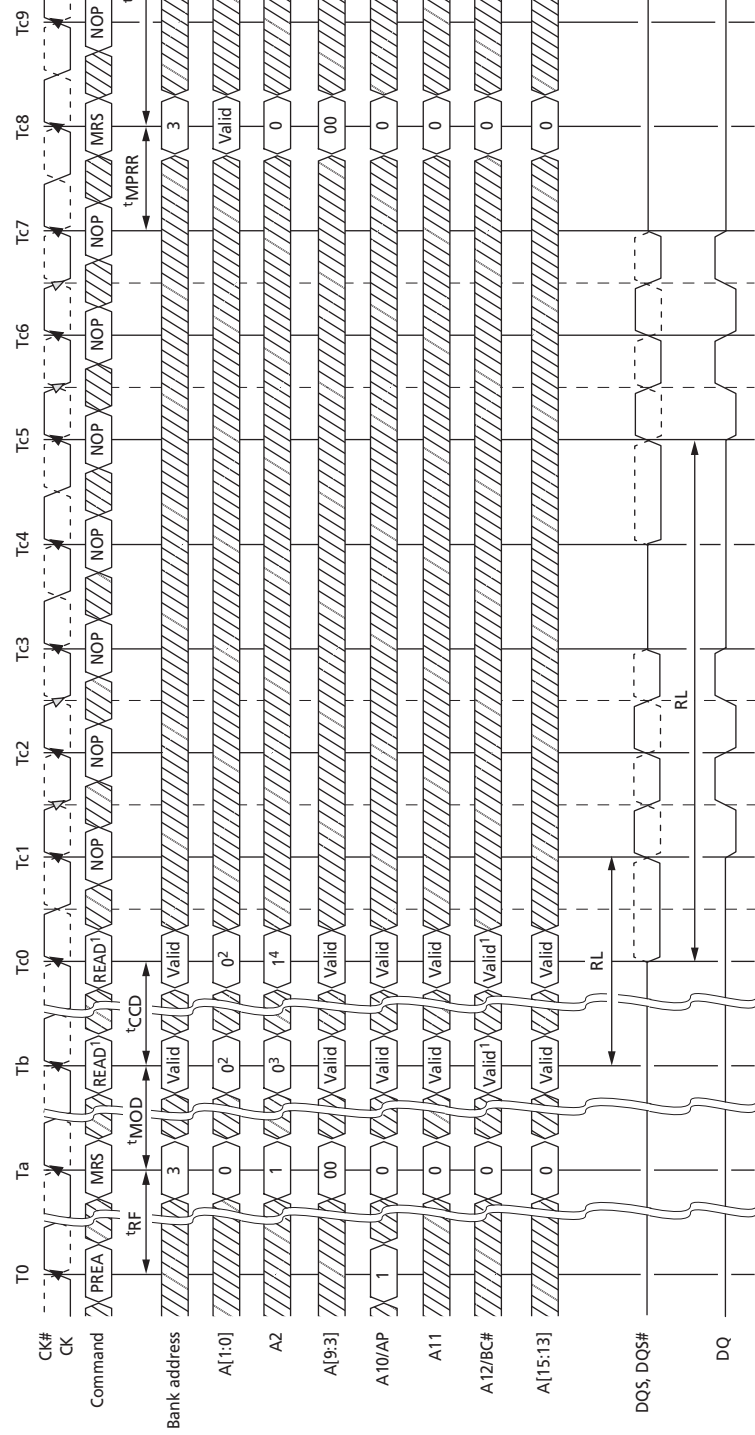 T0 Ta Tb Tc0 Tc1 Tc2 Tc3 Tc4 Tc5 Tc6 Tc7 Tc8 Tc9
CK#
CK
Command PREA MRS READ¹ READ¹ NOP NOP NOP NOP NOP NOP NOP MRS NOP
ᵗRF ᵗMOD ᵗCCD ᵗMPRR
Bank address 3 Valid Valid 3
A[1:0] 0 0² 0² Valid
A2 1 0³ 1⁴ 0
A[9:3] 00 Valid Valid 00
A10/AP 1 0 Valid Valid 0
A11 0 Valid Valid 0
A12/BC# 0 Valid¹ Valid¹ 0
A[15:13] 0 Valid Valid 0
RL
DQS, DQS#
RL
DQ